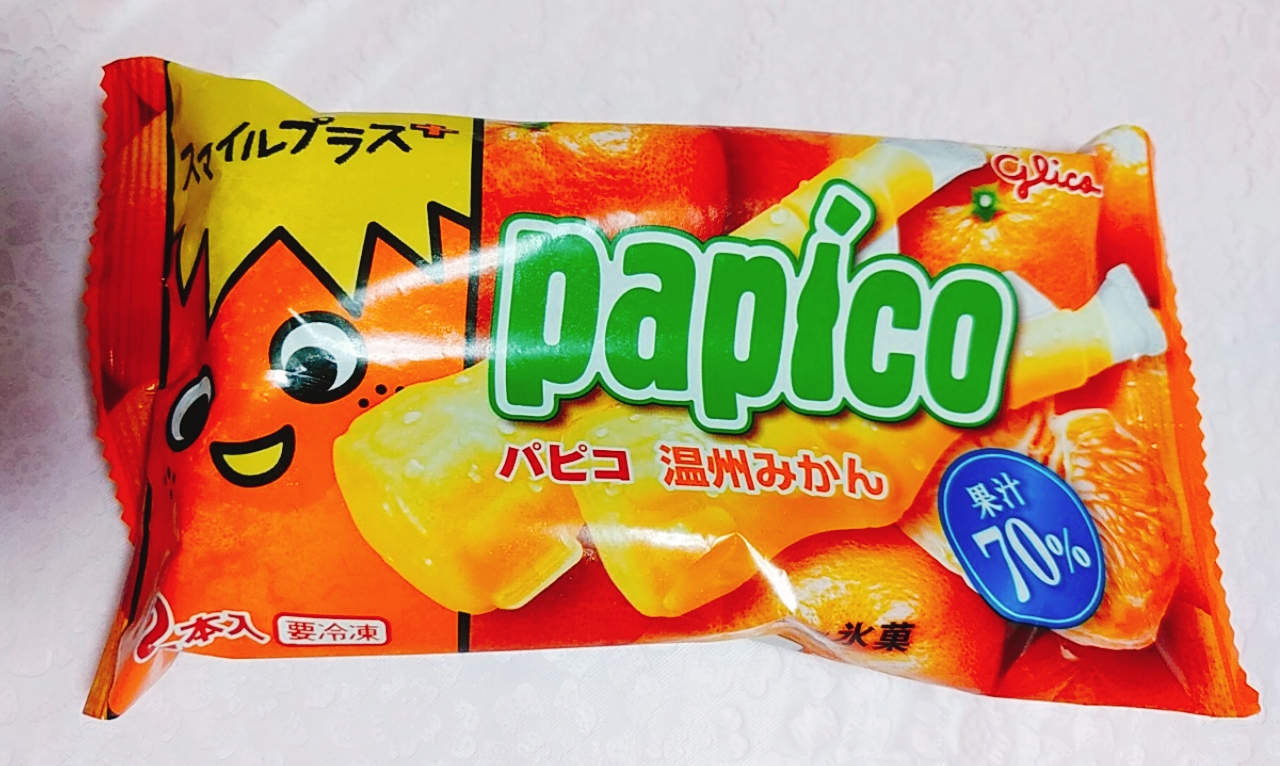 スマイルプラス+
Glico
papico
パピコ 温州みかん
果汁
70%
2本入
要冷凍
氷菓